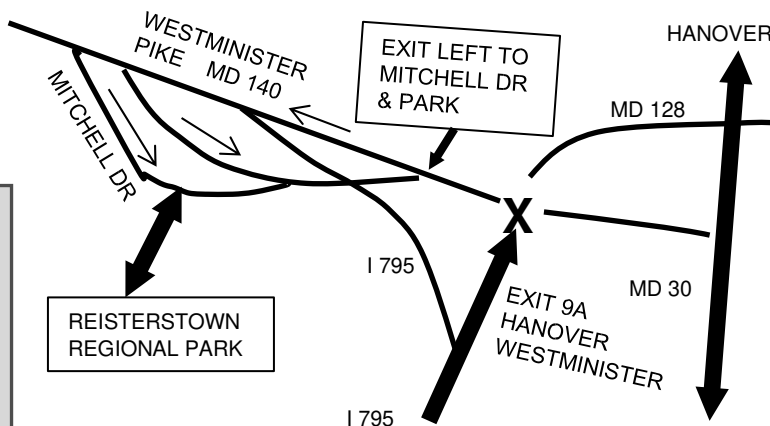 WESTMINISTER
PIKE MD 140
EXIT LEFT TO
MITCHELL DR
& PARK
HANOVER
MD 128
MITCHELL DR
X
I 795
MD 30
EXIT 9A
HANOVER
WESTMINISTER
REISTERSTOWN
REGIONAL PARK
I 795